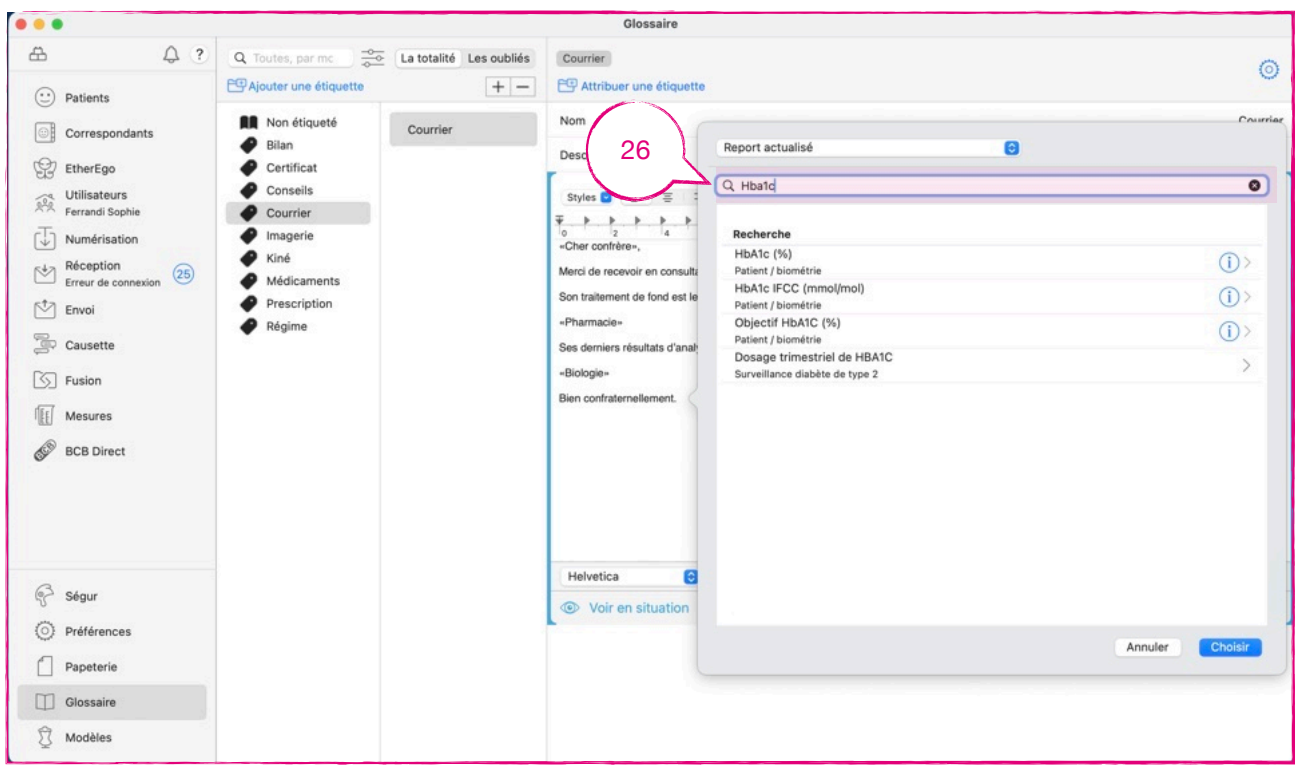 Glossaire
?
Toutes, par mc
La totalité
Les oubliés
Courrier
Ajouter une étiquette
+ −
Attribuer une étiquette
Patients
Correspondants
EtherEgo
Utilisateurs
Ferrandi Sophie
Numérisation
Réception
Erreur de connexion
25
Envoi
Causette
Fusion
Mesures
BCB Direct
Ségur
Préférences
Papeterie
Glossaire
Modèles
Non étiqueté
Bilan
Certificat
Conseils
Courrier
Imagerie
Kiné
Médicaments
Prescription
Régime
Courrier
Nom
Courrier
Desc
26
Styles
0 2 4
«Cher confrère»,
Merci de recevoir en consulta
Son traitement de fond est le
«Pharmacie»
Ses derniers résultats d'analy
«Biologie»
Bien confraternellement.
Helvetica
Voir en situation
Report actualisé
Hba1c
Recherche
HbA1c (%)
Patient / biométrie
HbA1c IFCC (mmol/mol)
Patient / biométrie
Objectif HbA1C (%)
Patient / biométrie
Dosage trimestriel de HBA1C
Surveillance diabète de type 2
Annuler
Choisir